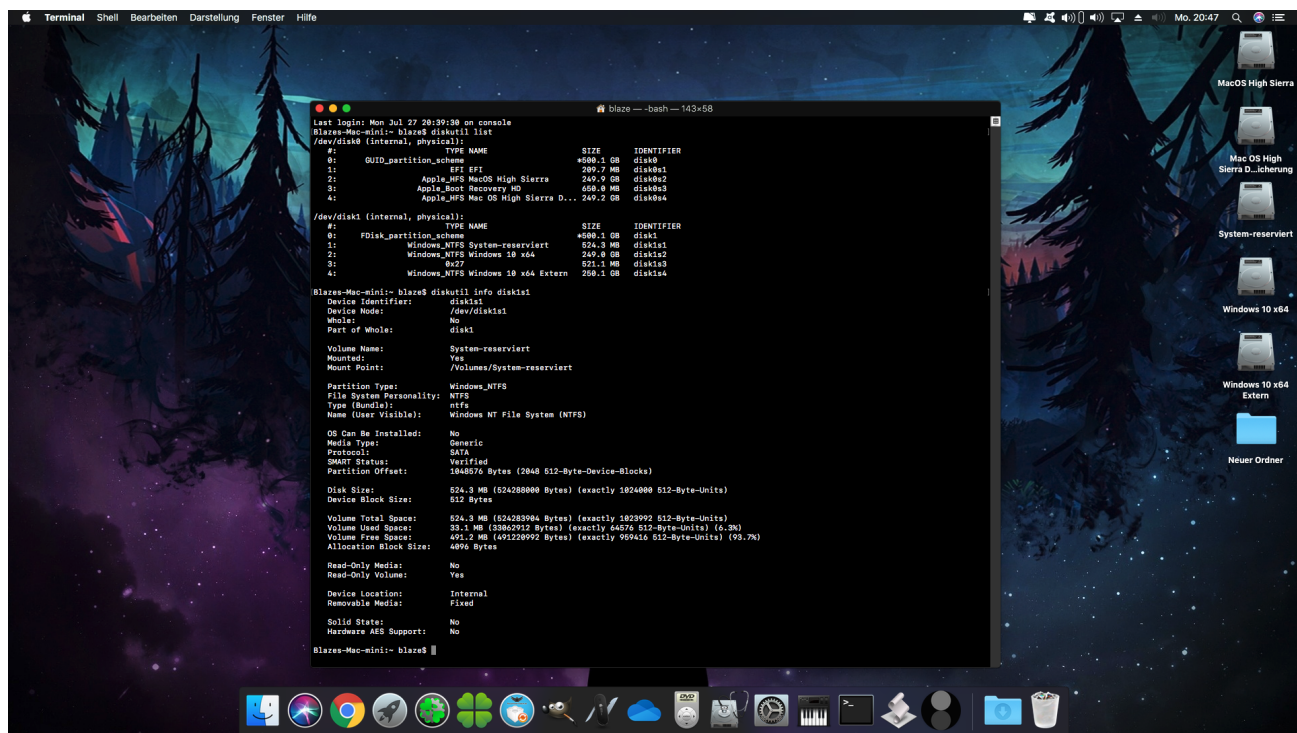 Terminal Shell Bearbeiten Darstellung Fenster Hilfe
Mo. 20:47
blaze — -bash — 143×58
Last login: Mon Jul 27 20:39:30 on console
[Blazes-Mac-mini:~ blaze$ diskutil list
/dev/disk0 (internal, physical):
#: TYPE NAME SIZE IDENTIFIER
0: GUID_partition_scheme *500.1 GB disk0
1: EFI EFI 209.7 MB disk0s1
2: Apple_HFS MacOS High Sierra 249.9 GB disk0s2
3: Apple_Boot Recovery HD 650.0 MB disk0s3
4: Apple_HFS Mac OS High Sierra D... 249.2 GB disk0s4
/dev/disk1 (internal, physical):
#: TYPE NAME SIZE IDENTIFIER
0: FDisk_partition_scheme *500.1 GB disk1
1: Windows_NTFS System-reserviert 524.3 MB disk1s1
2: Windows_NTFS Windows 10 x64 249.0 GB disk1s2
3: 0x27 521.1 MB disk1s3
4: Windows_NTFS Windows 10 x64 Extern 250.1 GB disk1s4
[Blazes-Mac-mini:~ blaze$ diskutil info disk1s1
Device Identifier: disk1s1
Device Node: /dev/disk1s1
Whole: No
Part of Whole: disk1
Volume Name: System-reserviert
Mounted: Yes
Mount Point: /Volumes/System-reserviert
Partition Type: Windows_NTFS
File System Personality: NTFS
Type (Bundle): ntfs
Name (User Visible): Windows NT File System (NTFS)
OS Can Be Installed: No
Media Type: Generic
Protocol: SATA
SMART Status: Verified
Partition Offset: 1048576 Bytes (2048 512-Byte-Device-Blocks)
Disk Size: 524.3 MB (524288000 Bytes) (exactly 1024000 512-Byte-Units)
Device Block Size: 512 Bytes
Volume Total Space: 524.3 MB (524283904 Bytes) (exactly 1023992 512-Byte-Units)
Volume Used Space: 33.1 MB (33062912 Bytes) (exactly 64576 512-Byte-Units) (6.3%)
Volume Free Space: 491.2 MB (491220992 Bytes) (exactly 959416 512-Byte-Units) (93.7%)
Allocation Block Size: 4096 Bytes
Read-Only Media: No
Read-Only Volume: Yes
Device Location: Internal
Removable Media: Fixed
Solid State: No
Hardware AES Support: No
Blazes-Mac-mini:~ blaze$
MacOS High Sierra
Mac OS High
Sierra D...icherung
System-reserviert
Windows 10 x64
Windows 10 x64
Extern
Neuer Ordner
DVD